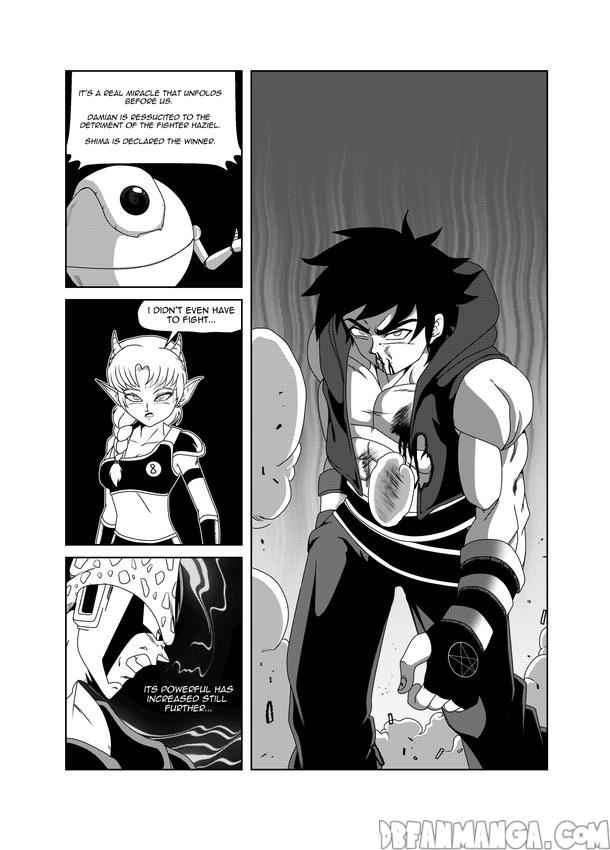 IT'S A REAL MIRACLE THAT UNFOLDS
BEFORE US.
DAMIAN IS RESSUCITED TO THE
DETRIMENT OF THE FIGHTER HAZIEL.
SHIMA IS DECLARED THE WINNER.
I DIDN'T EVEN HAVE
TO FIGHT...
8
ITS POWERFUL HAS
INCREASED STILL
FURTHER...
DBFANMANGA.COM